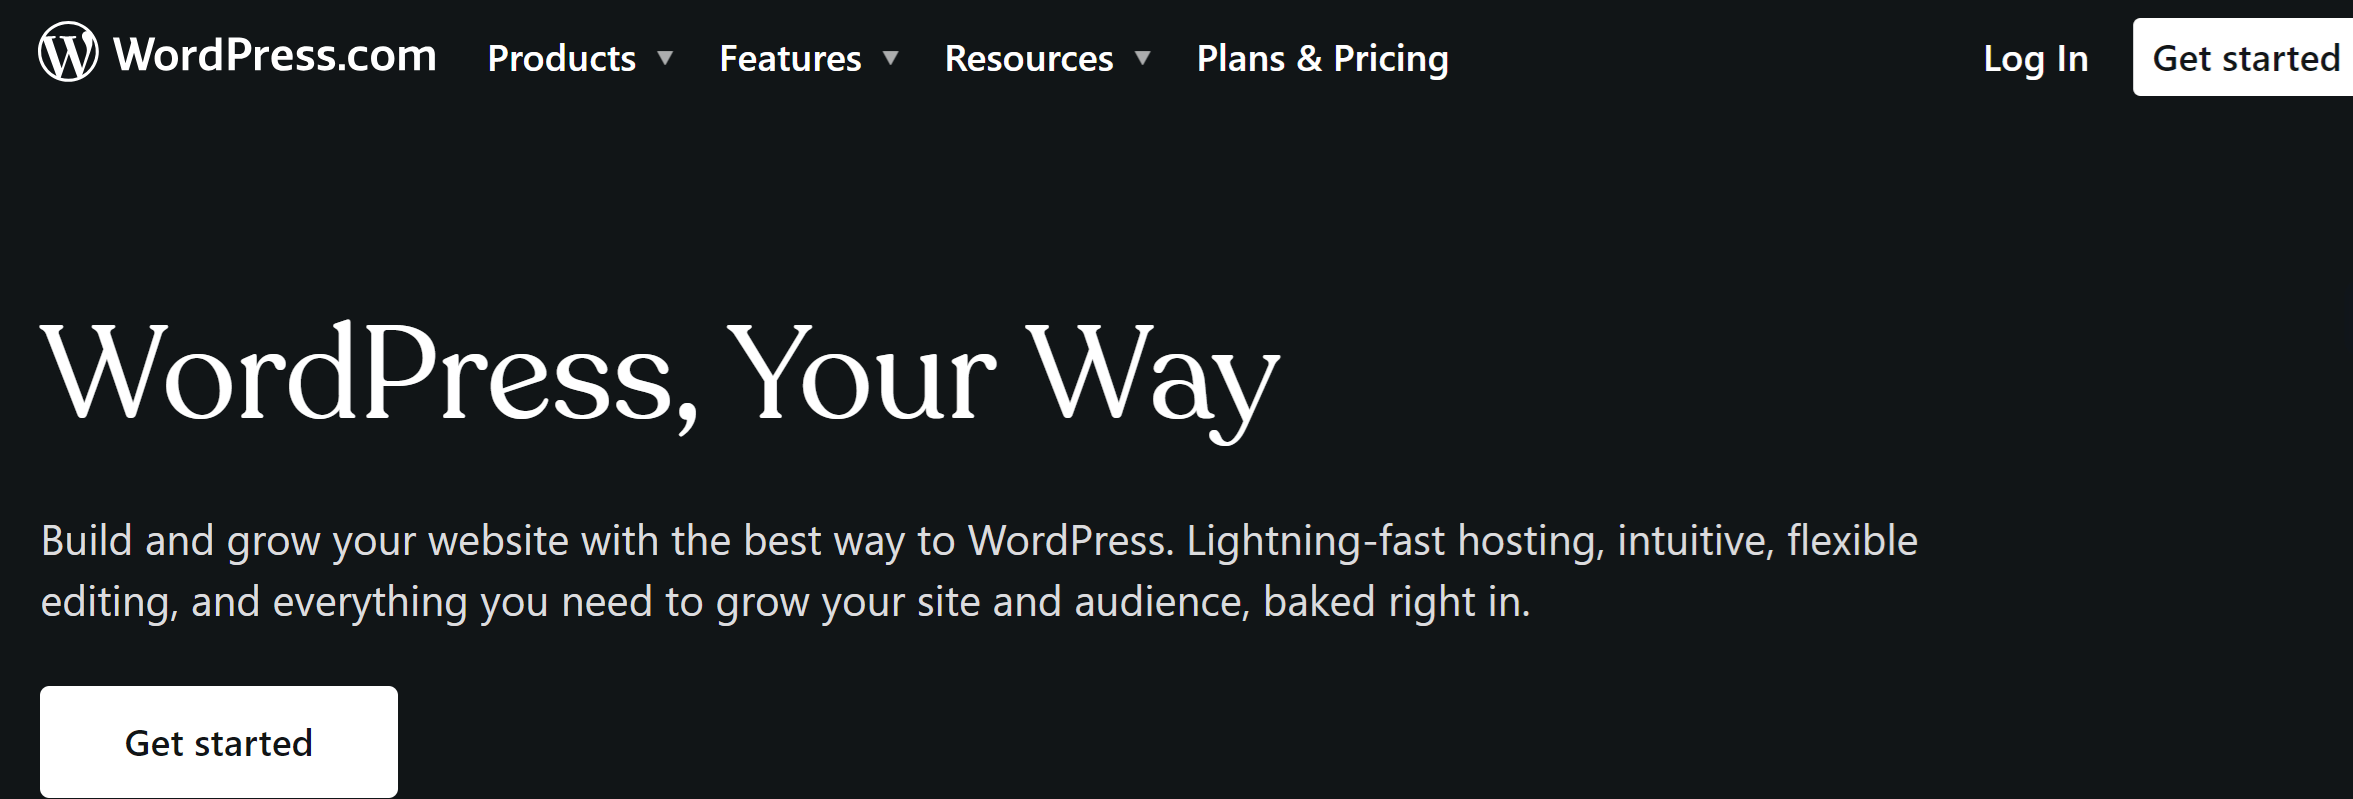 WordPress.com Products ▼ Features ▼ Resources ▼ Plans & Pricing Log In Get started
WordPress, Your Way
Build and grow your website with the best way to WordPress. Lightning-fast hosting, intuitive, flexible
editing, and everything you need to grow your site and audience, baked right in.
Get started